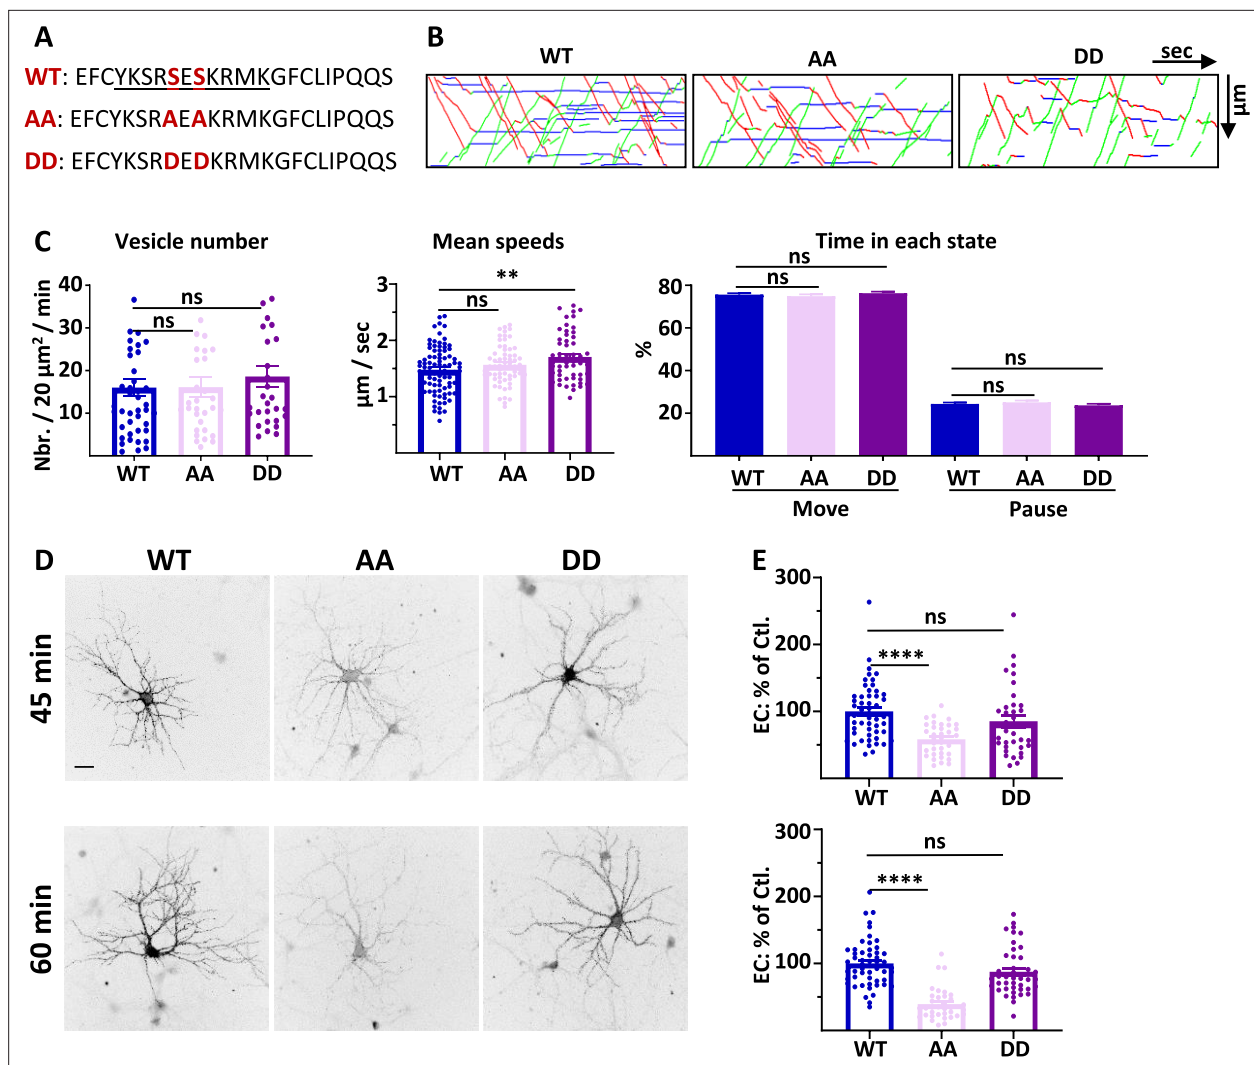 A
WT: EFCYKSRSESKRMKGFCLIPQQS
AA: EFCYKSRAEAKRMKGFCLIPQQS
DD: EFCYKSRDEDKRMKGFCLIPQQS
B
WT
AA
DD
sec
μm
C
Vesicle number
Nbr. / 20 μm² / min
40
30
20
10
ns
ns
WT
AA
DD
Mean speeds
μm / sec
3
2
1
**
ns
WT
AA
DD
Time in each state
%
80
60
40
20
ns
ns
ns
ns
WT
AA
DD
WT
AA
DD
Move
Pause
D
WT
AA
DD
45 min
60 min
E
EC: % of Ctl.
300
200
100
ns
****
WT
AA
DD
EC: % of Ctl.
300
200
100
ns
****
WT
AA
DD